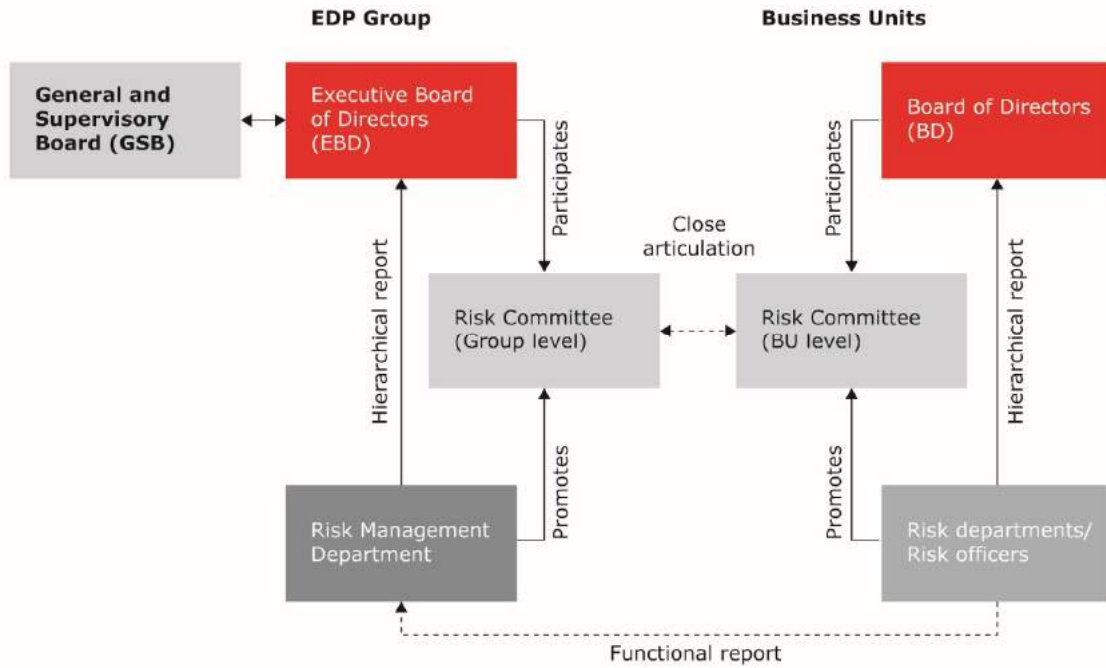 EDP Group
Business Units
General and
Supervisory
Board (GSB)
Executive Board
of Directors
(EBD)
Board of Directors
(BD)
Participates
Participates
Close
articulation
Hierarchical report
Hierarchical report
Risk Committee
(Group level)
Risk Committee
(BU level)
Promotes
Promotes
Risk Management
Department
Risk departments/
Risk officers
Functional report